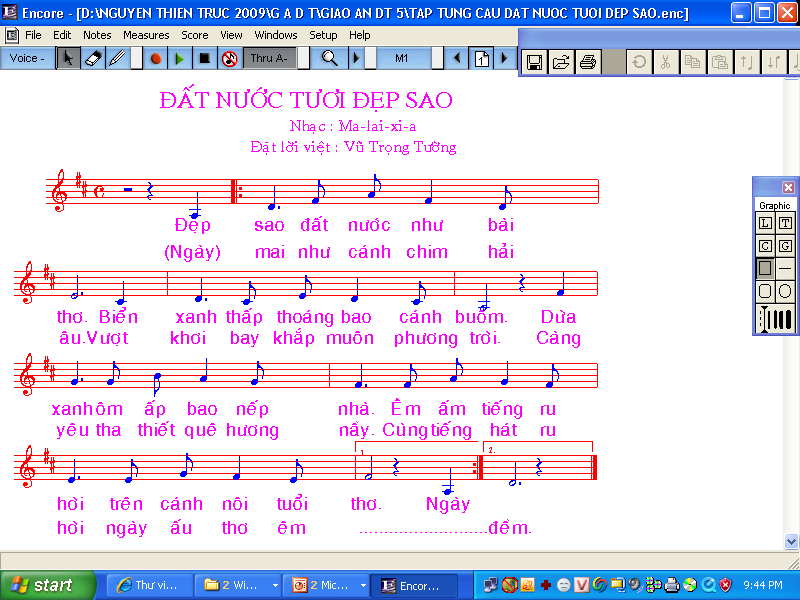 Encore - [D:\NGUYEN THIEN TRUC 2009\G A D T\GIAO AN DT 5\TAP TUNG CAU DAT NUOC TUOI DEP SAO.enc]
File Edit Notes Measures Score View Windows Setup Help
Voice - Thru A- M1 1
ĐẤT NƯỚC TƯƠI ĐẸP SAO
Nhạc : Ma-lai-xi-a
Đặt lời việt : Vũ Trọng Tường
Graphic
L T
C G
Đẹp sao đất nước như bài
(Ngày) mai như cánh chim hải
thơ. Biển xanh thấp thoáng bao cánh buồm. Dừa
âu.Vượt khơi bay khắp muôn phương trời. Càng
xanh ôm ấp bao nếp nhà. Êm ấm tiếng ru
yêu tha thiết quê hương nầy. Cùng tiếng hát ru
1. 2.
hời trên cánh nôi tuổi thơ. Ngày
hời ngày ấu thơ êm ..........................đềm.
start Thư vi... 2 Wi... 2 Mic... Encor... 9:44 PM